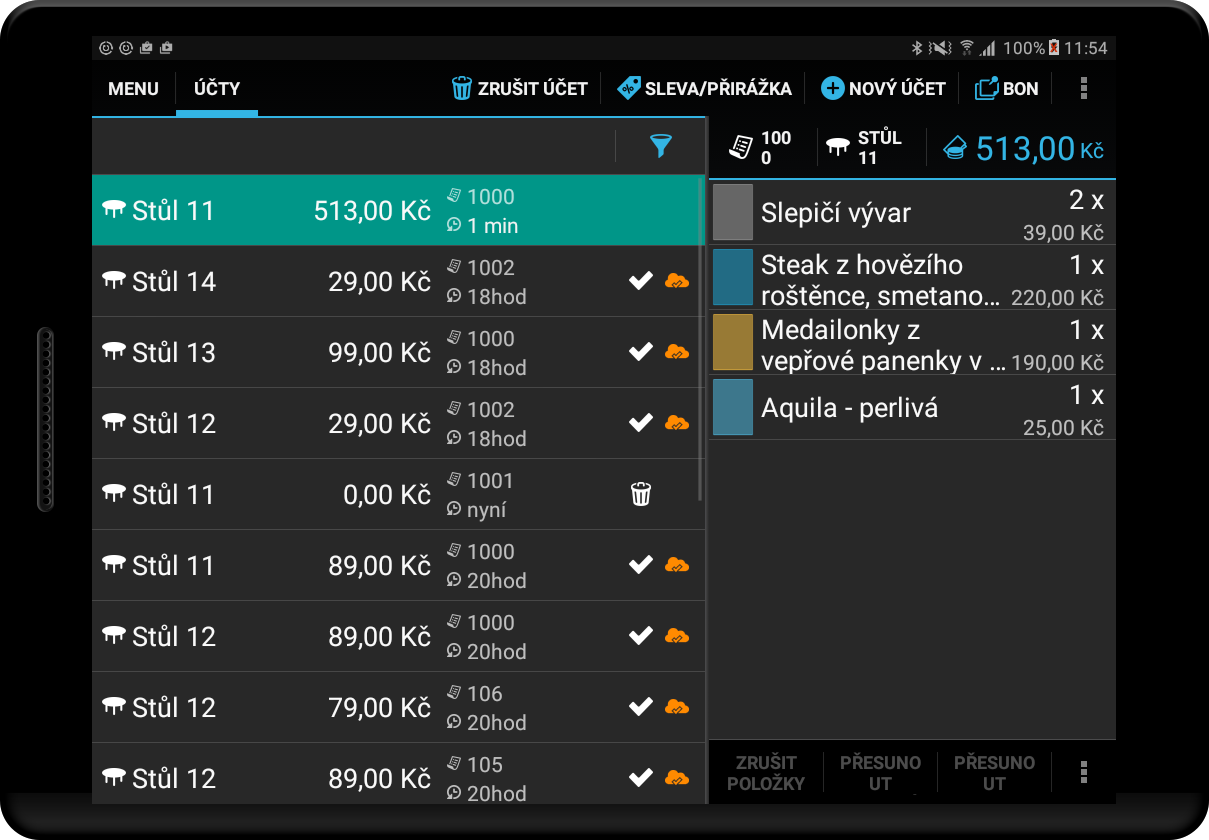 100% 11:54
MENU ÚČTY ZRUŠIT ÚČET SLEVA/PŘIRÁŽKA NOVÝ ÚČET BON
Stůl 11 513,00 Kč 1000
1 min
Stůl 14 29,00 Kč 1002
18hod
Stůl 13 99,00 Kč 1000
18hod
Stůl 12 29,00 Kč 1002
18hod
Stůl 11 0,00 Kč 1001
nyní
Stůl 11 89,00 Kč 1000
20hod
Stůl 12 89,00 Kč 1000
20hod
Stůl 12 79,00 Kč 106
20hod
Stůl 12 89,00 Kč 105
20hod
100
0
STŮL
11
513,00 Kč
Slepičí vývar 2 x
39,00 Kč
Steak z hovězího 1 x
roštěnce, smetano… 220,00 Kč
Medailonky z 1 x
vepřové panenky v … 190,00 Kč
Aquila - perlivá 1 x
25,00 Kč
ZRUŠIT
POLOŽKY
PŘESUNO
UT
PŘESUNO
UT